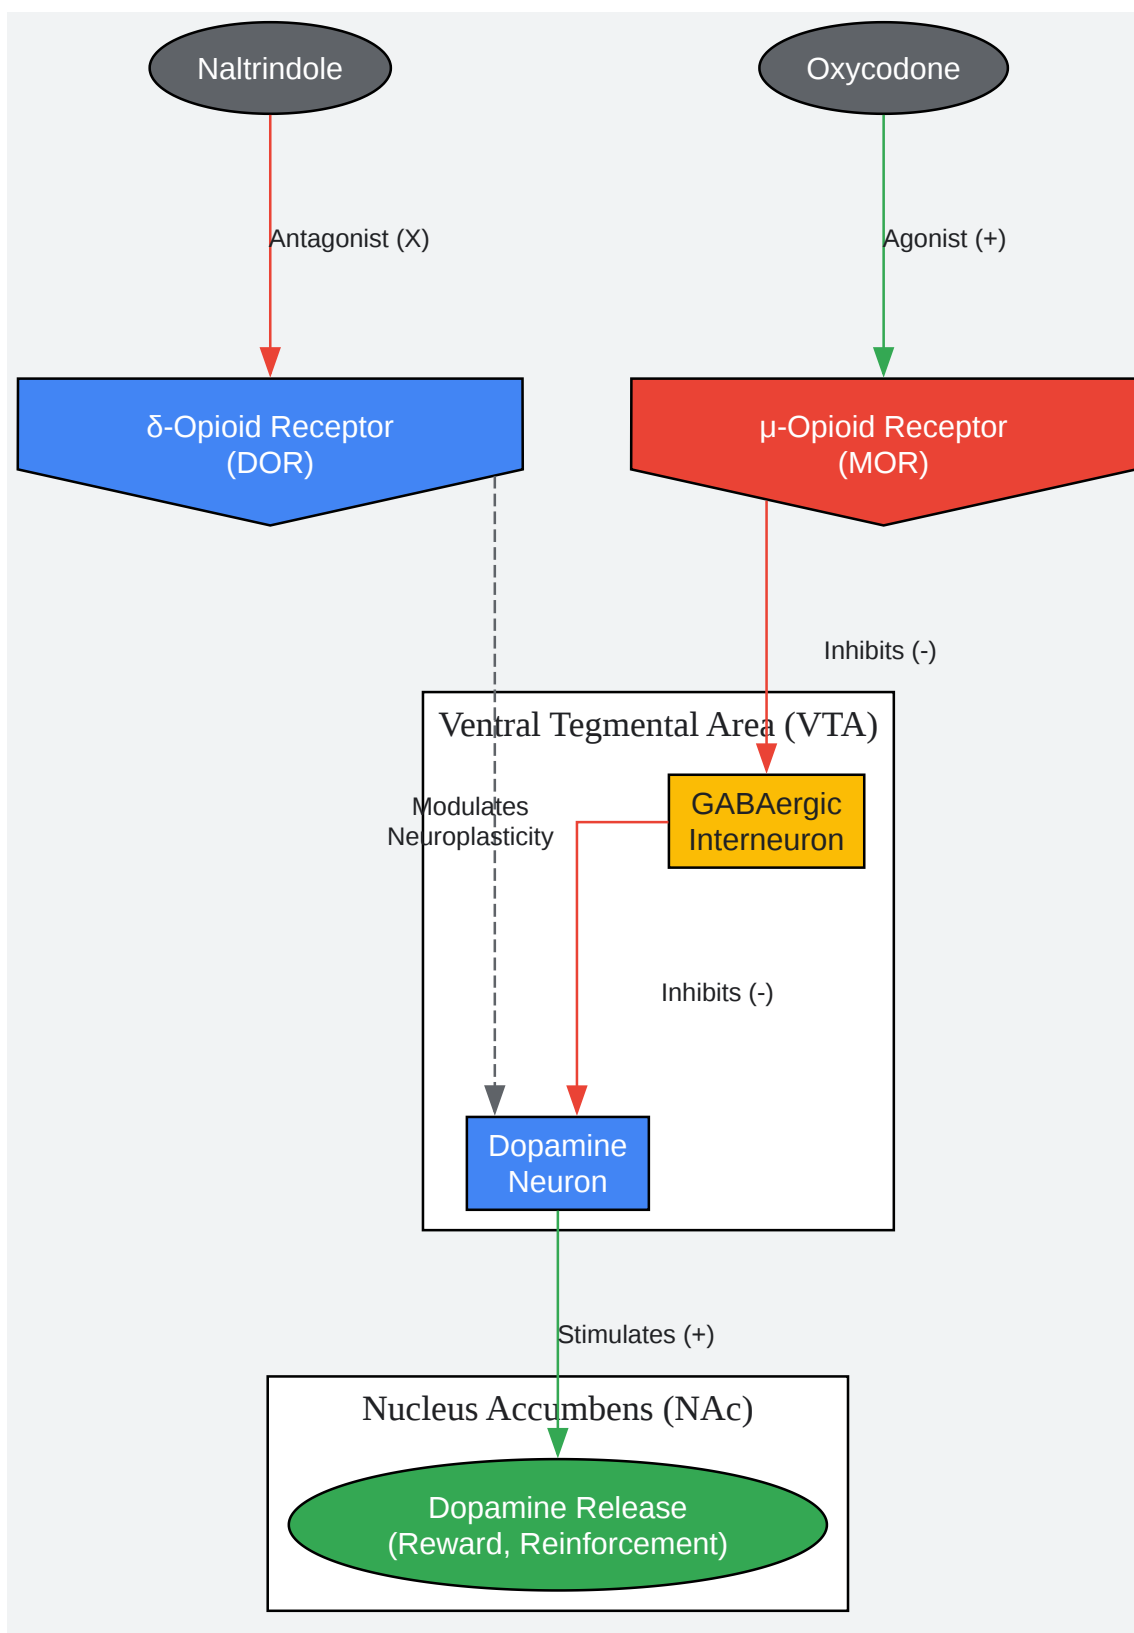 Naltrindole
Oxycodone
Antagonist (X)
Agonist (+)
δ-Opioid Receptor
(DOR)
μ-Opioid Receptor
(MOR)
Inhibits (-)
Ventral Tegmental Area (VTA)
Modulates
Neuroplasticity
GABAergic
Interneuron
Inhibits (-)
Dopamine
Neuron
Stimulates (+)
Nucleus Accumbens (NAc)
Dopamine Release
(Reward, Reinforcement)